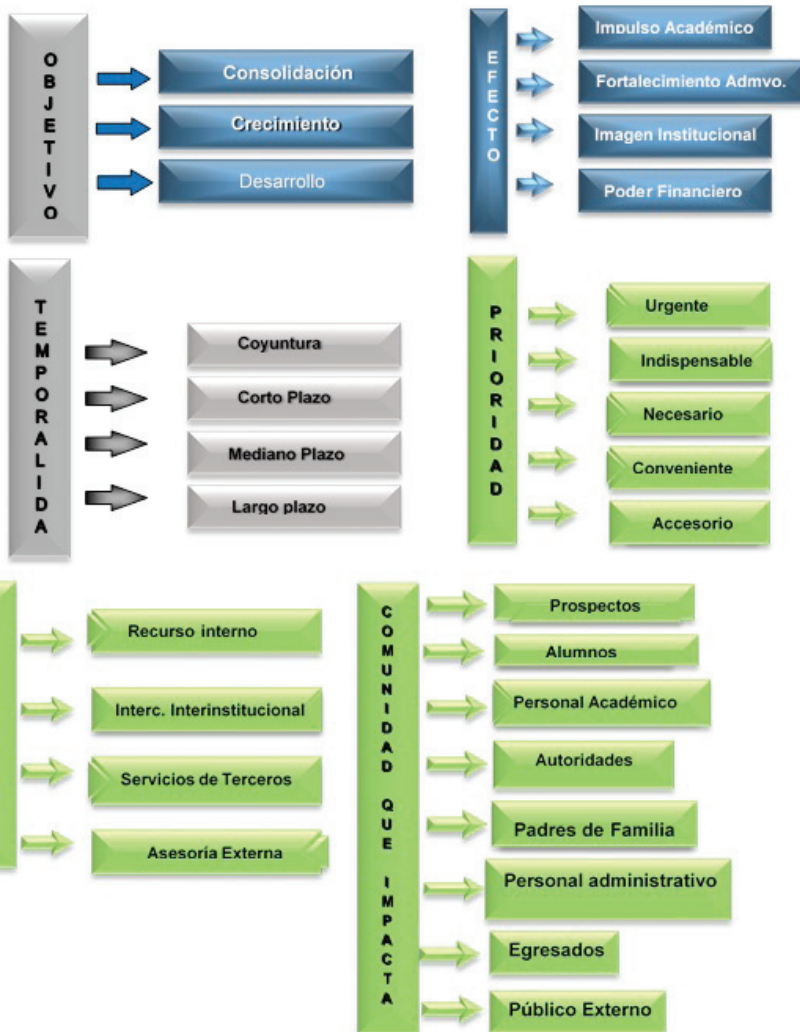 OBJETIVO
Consolidación
Crecimiento
Desarrollo
EFECTO
Impulso Académico
Fortalecimiento Admvo.
Imagen Institucional
Poder Financiero
TEMPORALIDA
Coyuntura
Corto Plazo
Mediano Plazo
Largo plazo
PRIORIDAD
Urgente
Indispensable
Necesario
Conveniente
Accesorio
Recurso interno
Interc. Interinstitucional
Servicios de Terceros
Asesoría Externa
COMUNIDAD QUE IMPACTA
Prospectos
Alumnos
Personal Académico
Autoridades
Padres de Familia
Personal administrativo
Egresados
Público Externo